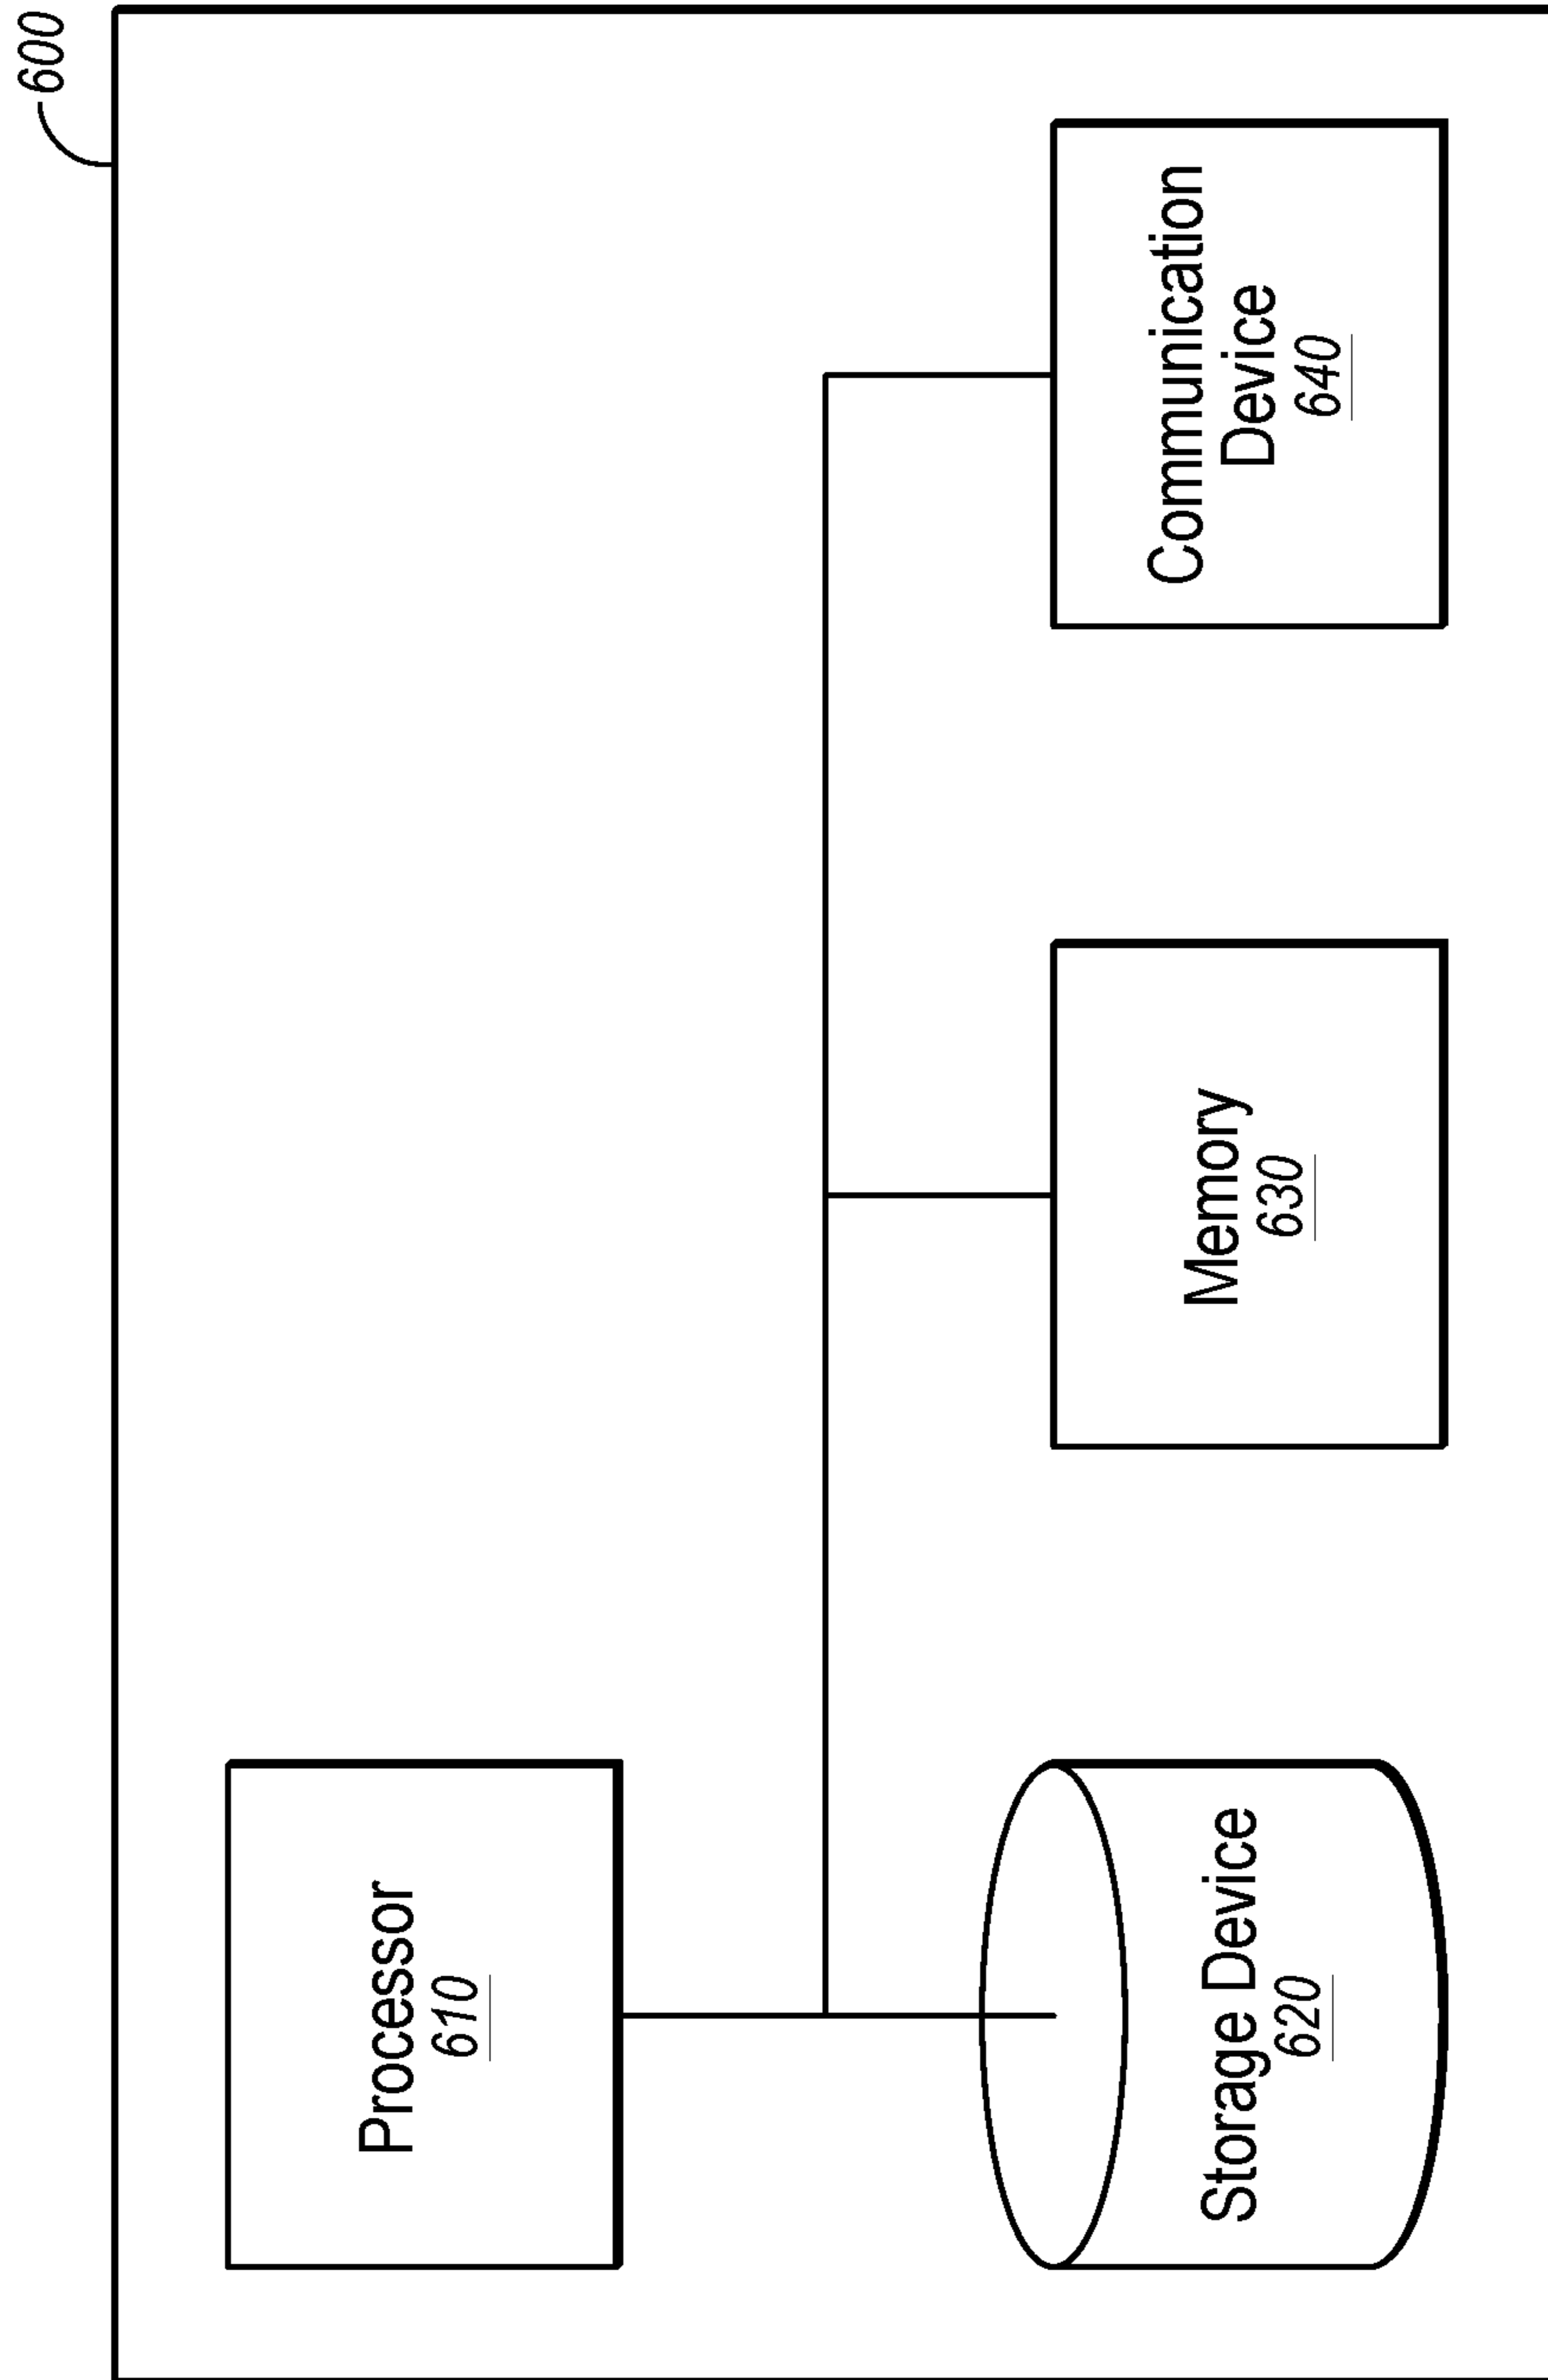 600
Processor
610
Storage Device
620
Memory
630
Communication
Device
640